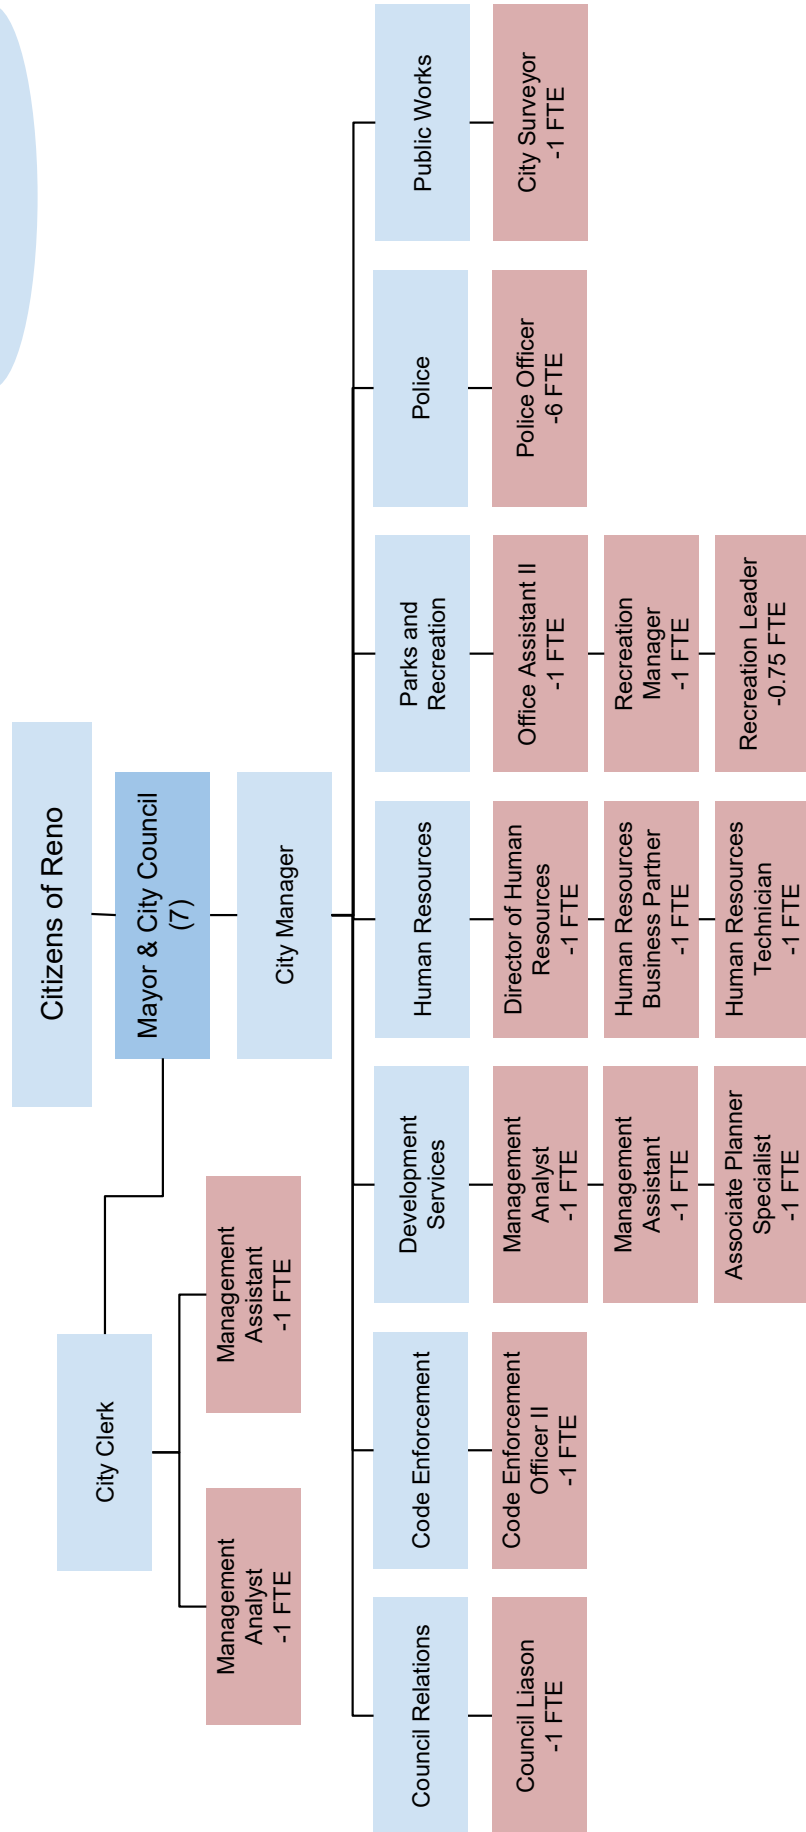 Citizens of Reno
Mayor & City Council
(7)
City Manager
City Clerk
Management
Analyst
-1 FTE
Management
Assistant
-1 FTE
Council Relations
Council Liason
-1 FTE
Code Enforcement
Code Enforcement
Officer II
-1 FTE
Development
Services
Management
Analyst
-1 FTE
Management
Assistant
-1 FTE
Associate Planner
Specialist
-1 FTE
Human Resources
Director of Human
Resources
-1 FTE
Human Resources
Business Partner
-1 FTE
Human Resources
Technician
-1 FTE
Parks and
Recreation
Office Assistant II
-1 FTE
Recreation
Manager
-1 FTE
Recreation Leader
-0.75 FTE
Police
Police Officer
-6 FTE
Public Works
City Surveyor
-1 FTE